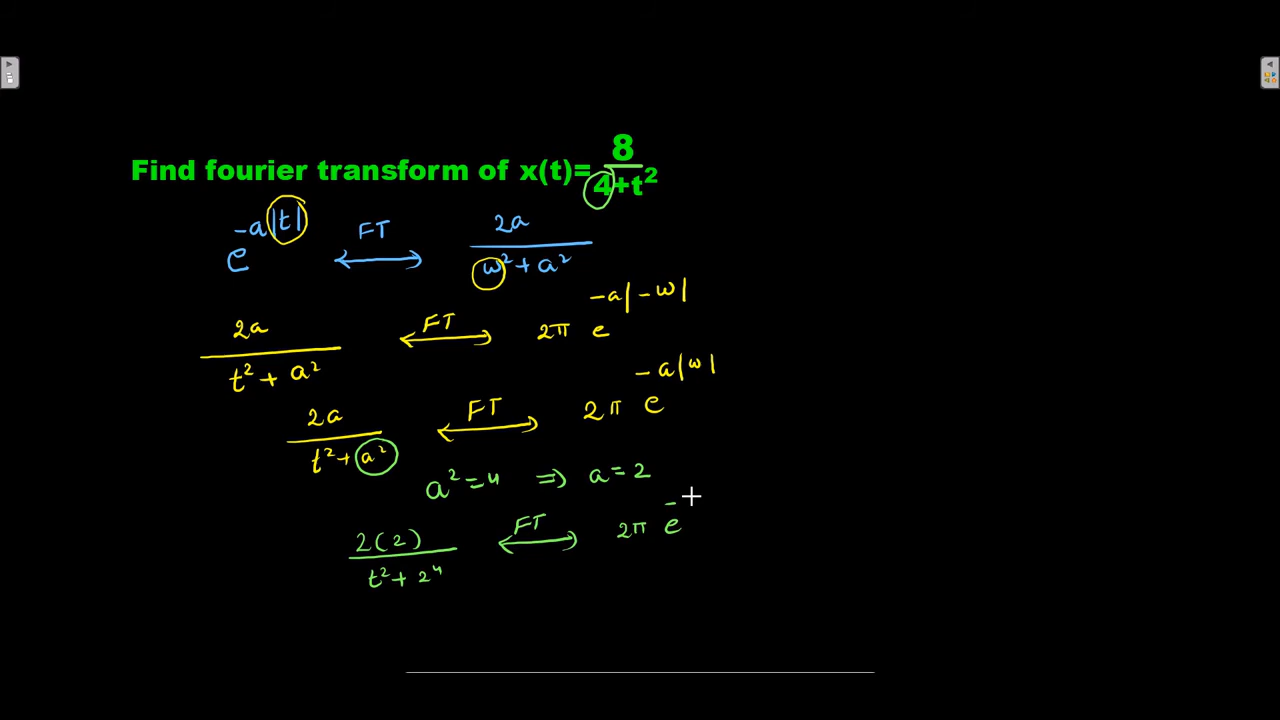 Find fourier transform of x(t)= 8 / 4+t²
e^-a|t| FT ⟷ 2a / ω²+a²
2a / t²+a² FT ⟷ 2π e^-a|-ω|
2a / t²+a² FT ⟷ 2π e^-a|ω|
a²=4 ⇒ a=2
2(2) / t²+2⁴ FT ⟷ 2π e^-